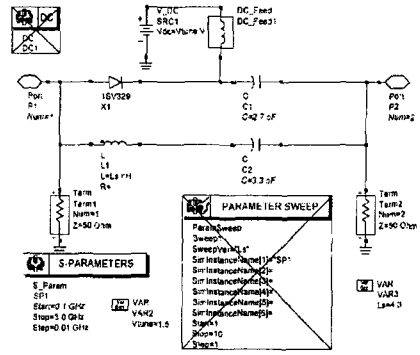 DC
DC
DC1
V_DC
SRC1
Vdc=Vtune V
DC_Feed
DC_Feed1
Port
P1
Num=1
1SV329
X1
C
C1
C=2.7 pF
Port
P2
Num=2
L
L1
L=Ls nH
R=
C
C2
C=3.3 pF
Term
Term1
Num=1
Z=50 Ohm
PARAMETER SWEEP
ParamSweep
Sweep1
SweepVar="Ls"
SimInstanceName[1]="SP1"
SimInstanceName[2]=
SimInstanceName[3]=
SimInstanceName[4]=
SimInstanceName[5]=
SimInstanceName[6]=
Start=1
Stop=10
Step=1
Term
Term2
Num=2
Z=50 Ohm
S-PARAMETERS
S_Param
SP1
Start=0.1 GHz
Stop=3.0 GHz
Step=0.01 GHz
VAR
VAR2
Vtune=1.5
VAR
VAR3
Ls=4.3